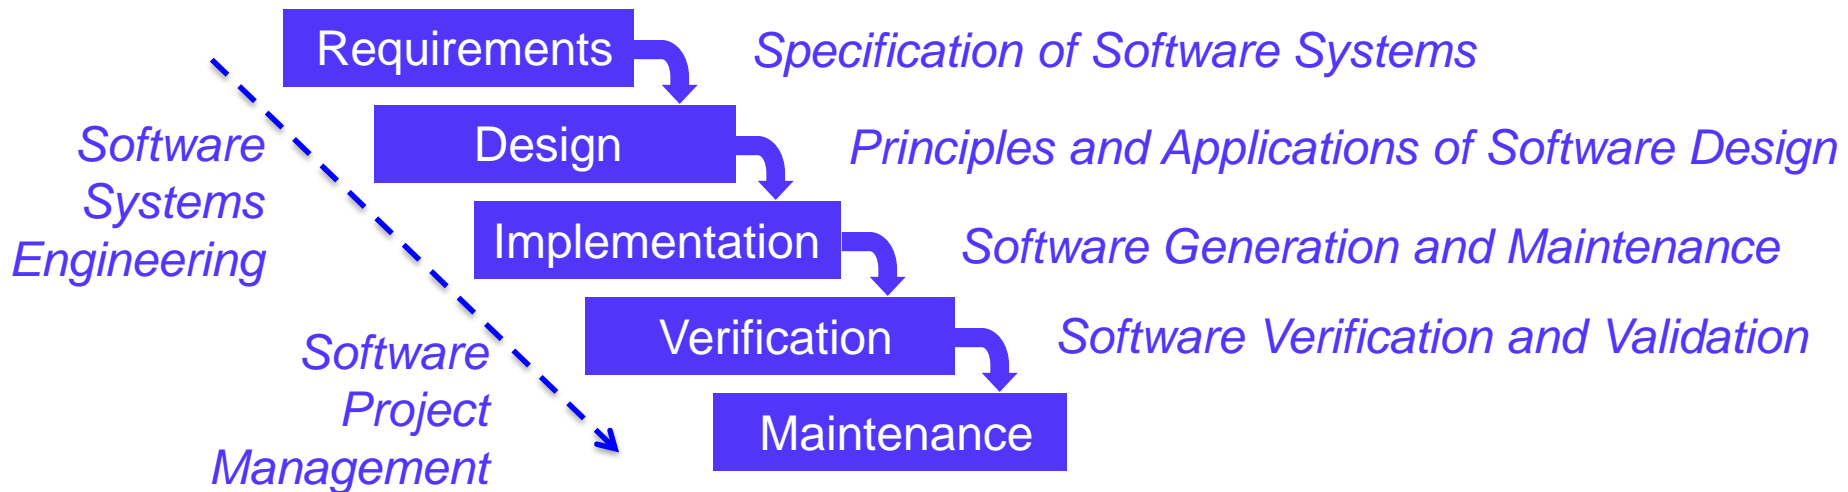 Requirements
Specification of Software Systems
Software
Systems
Engineering
Design
Principles and Applications of Software Design
Implementation
Software Generation and Maintenance
Verification
Software Verification and Validation
Software
Project
Management
Maintenance